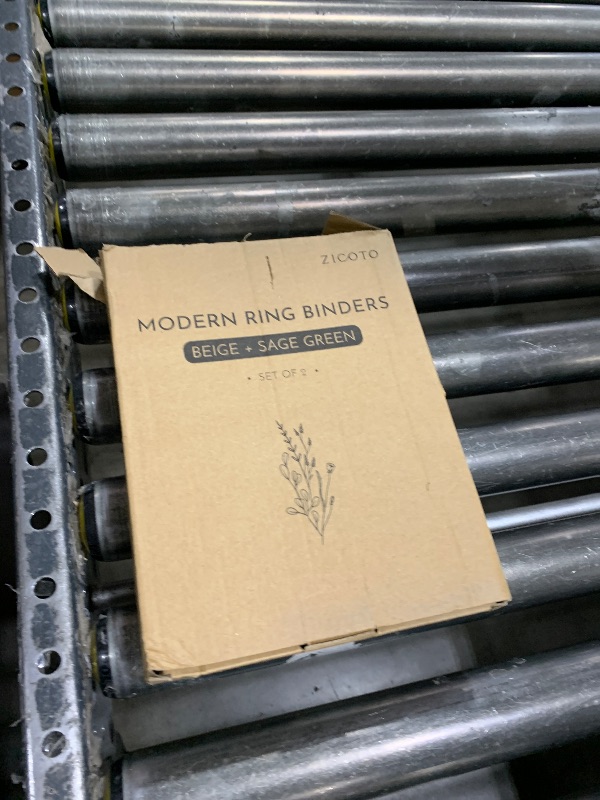 ZICOTO
MODERN RING BINDERS
BEIGE + SAGE GREEN
• SET OF 2 •